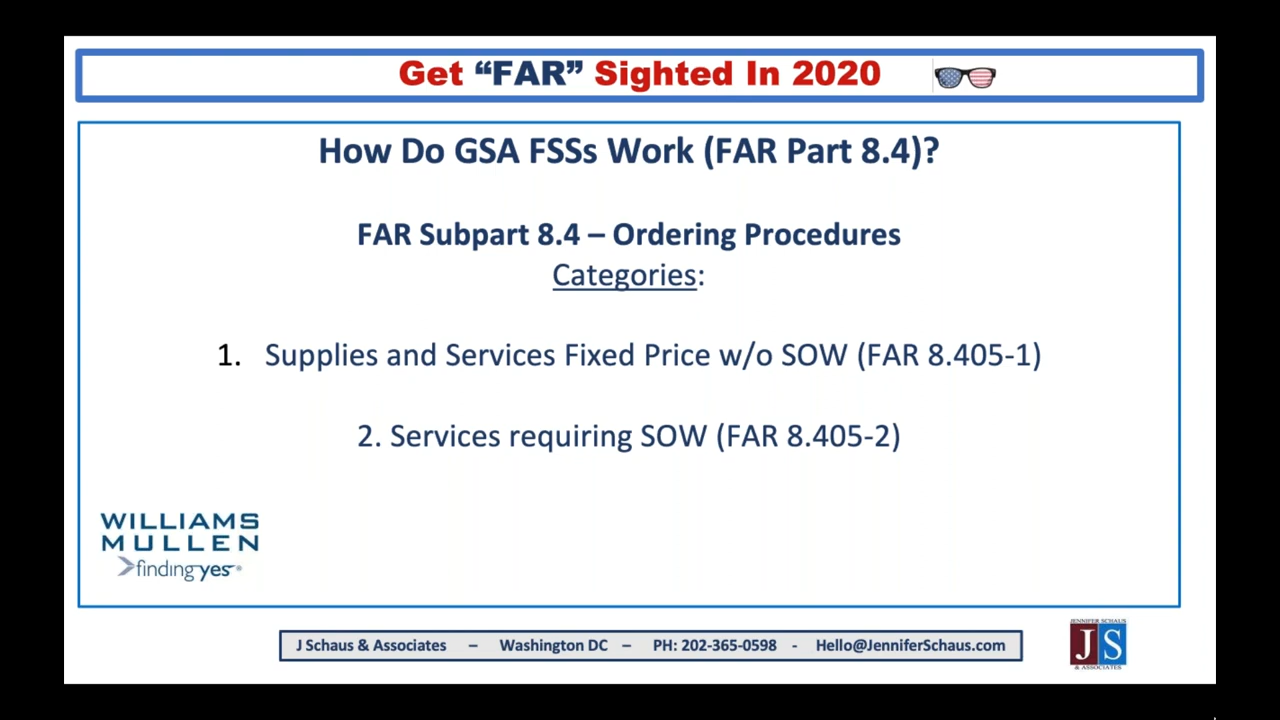 Get “FAR” Sighted In 2020
How Do GSA FSSs Work (FAR Part 8.4)?
FAR Subpart 8.4 – Ordering Procedures
Categories:
1. Supplies and Services Fixed Price w/o SOW (FAR 8.405-1)
2. Services requiring SOW (FAR 8.405-2)
WILLIAMS
MULLEN
finding yes®
J Schaus & Associates – Washington DC – PH: 202-365-0598 - Hello@JenniferSchaus.com
JENNIFER SCHAUS
JS
& ASSOCIATES